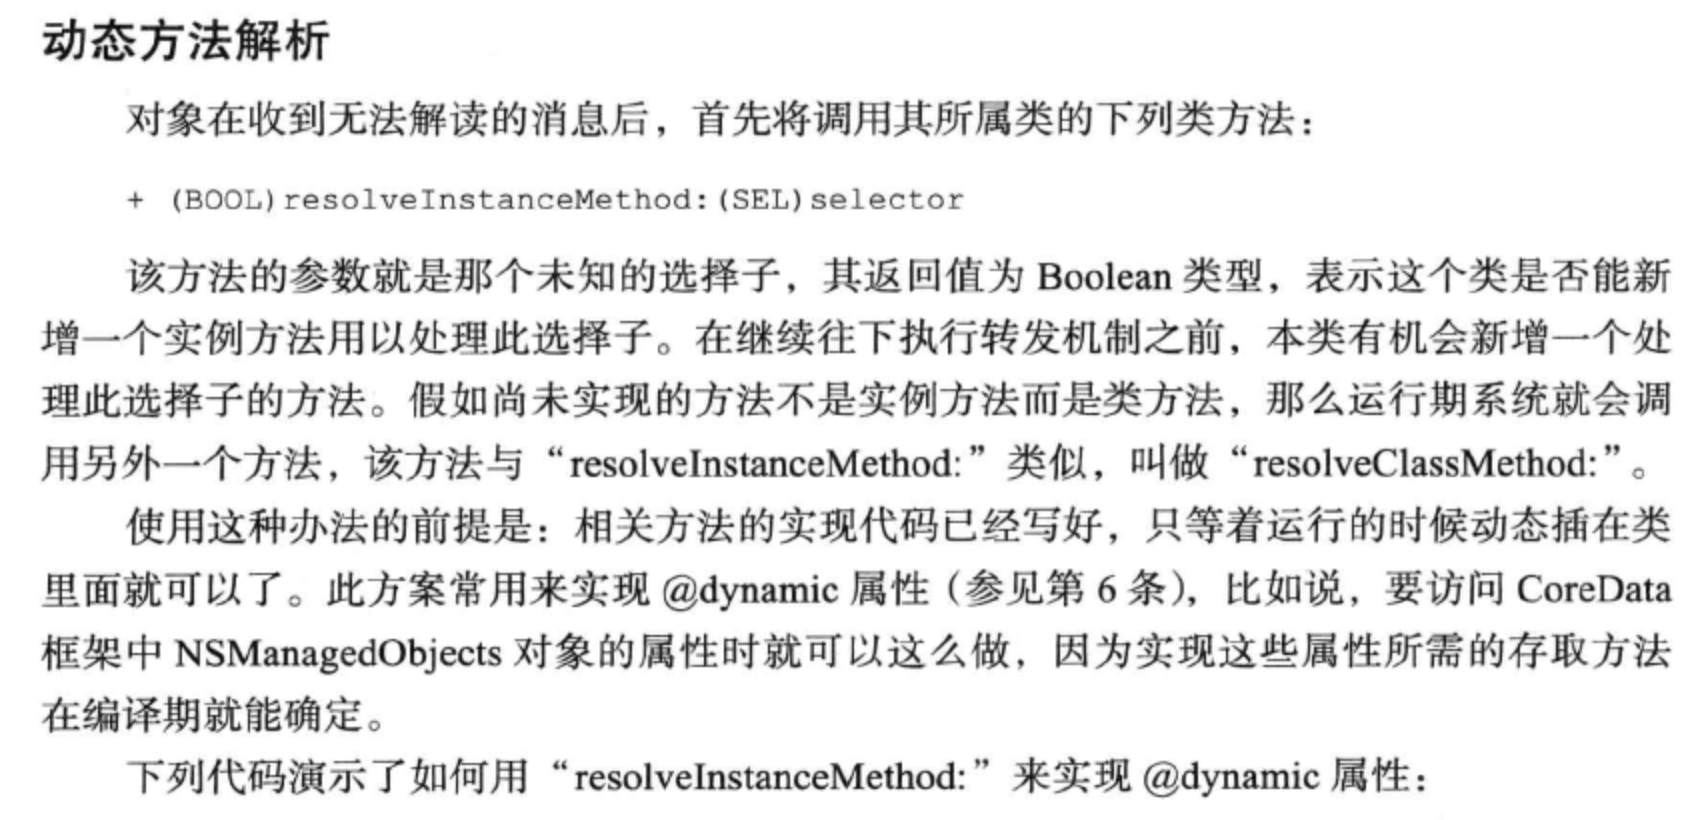 动态方法解析
对象在收到无法解读的消息后，首先将调用其所属类的下列类方法：
+ (BOOL)resolveInstanceMethod:(SEL)selector
该方法的参数就是那个未知的选择子，其返回值为 Boolean 类型，表示这个类是否能新
增一个实例方法用以处理此选择子。在继续往下执行转发机制之前，本类有机会新增一个处
理此选择子的方法。假如尚未实现的方法不是实例方法而是类方法，那么运行期系统就会调
用另外一个方法，该方法与“resolveInstanceMethod:”类似，叫做“resolveClassMethod:”。
使用这种办法的前提是：相关方法的实现代码已经写好，只等着运行的时候动态插在类
里面就可以了。此方案常用来实现 @dynamic 属性（参见第 6 条），比如说，要访问 CoreData
框架中 NSManagedObjects 对象的属性时就可以这么做，因为实现这些属性所需的存取方法
在编译期就能确定。
下列代码演示了如何用“resolveInstanceMethod:”来实现 @dynamic 属性：